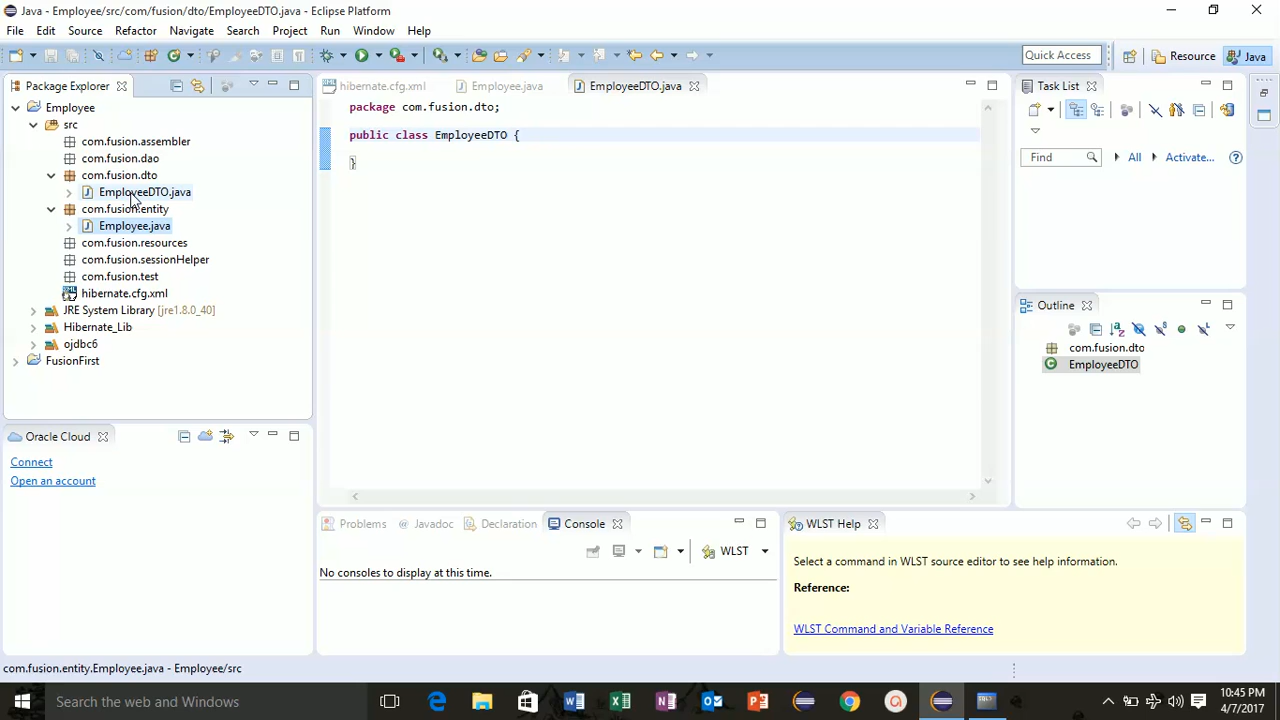 Java - Employee/src/com/fusion/dto/EmployeeDTO.java - Eclipse Platform
File Edit Source Refactor Navigate Search Project Run Window Help
Quick Access
Resource
Java
Package Explorer
hibernate.cfg.xml
Employee.java
EmployeeDTO.java
Task List
Employee
src
com.fusion.assembler
com.fusion.dao
com.fusion.dto
EmployeeDTO.java
com.fusion.entity
Employee.java
com.fusion.resources
com.fusion.sessionHelper
com.fusion.test
hibernate.cfg.xml
JRE System Library [jre1.8.0_40]
Hibernate_Lib
ojdbc6
FusionFirst
package com.fusion.dto;
public class EmployeeDTO {
}
Find
All
Activate...
Outline
com.fusion.dto
EmployeeDTO
Oracle Cloud
Connect
Open an account
Problems
Javadoc
Declaration
Console
WLST
No consoles to display at this time.
WLST Help
Select a command in WLST source editor to see help information.
Reference:
WLST Command and Variable Reference
com.fusion.entity.Employee.java - Employee/src
Search the web and Windows
10:45 PM
4/7/2017